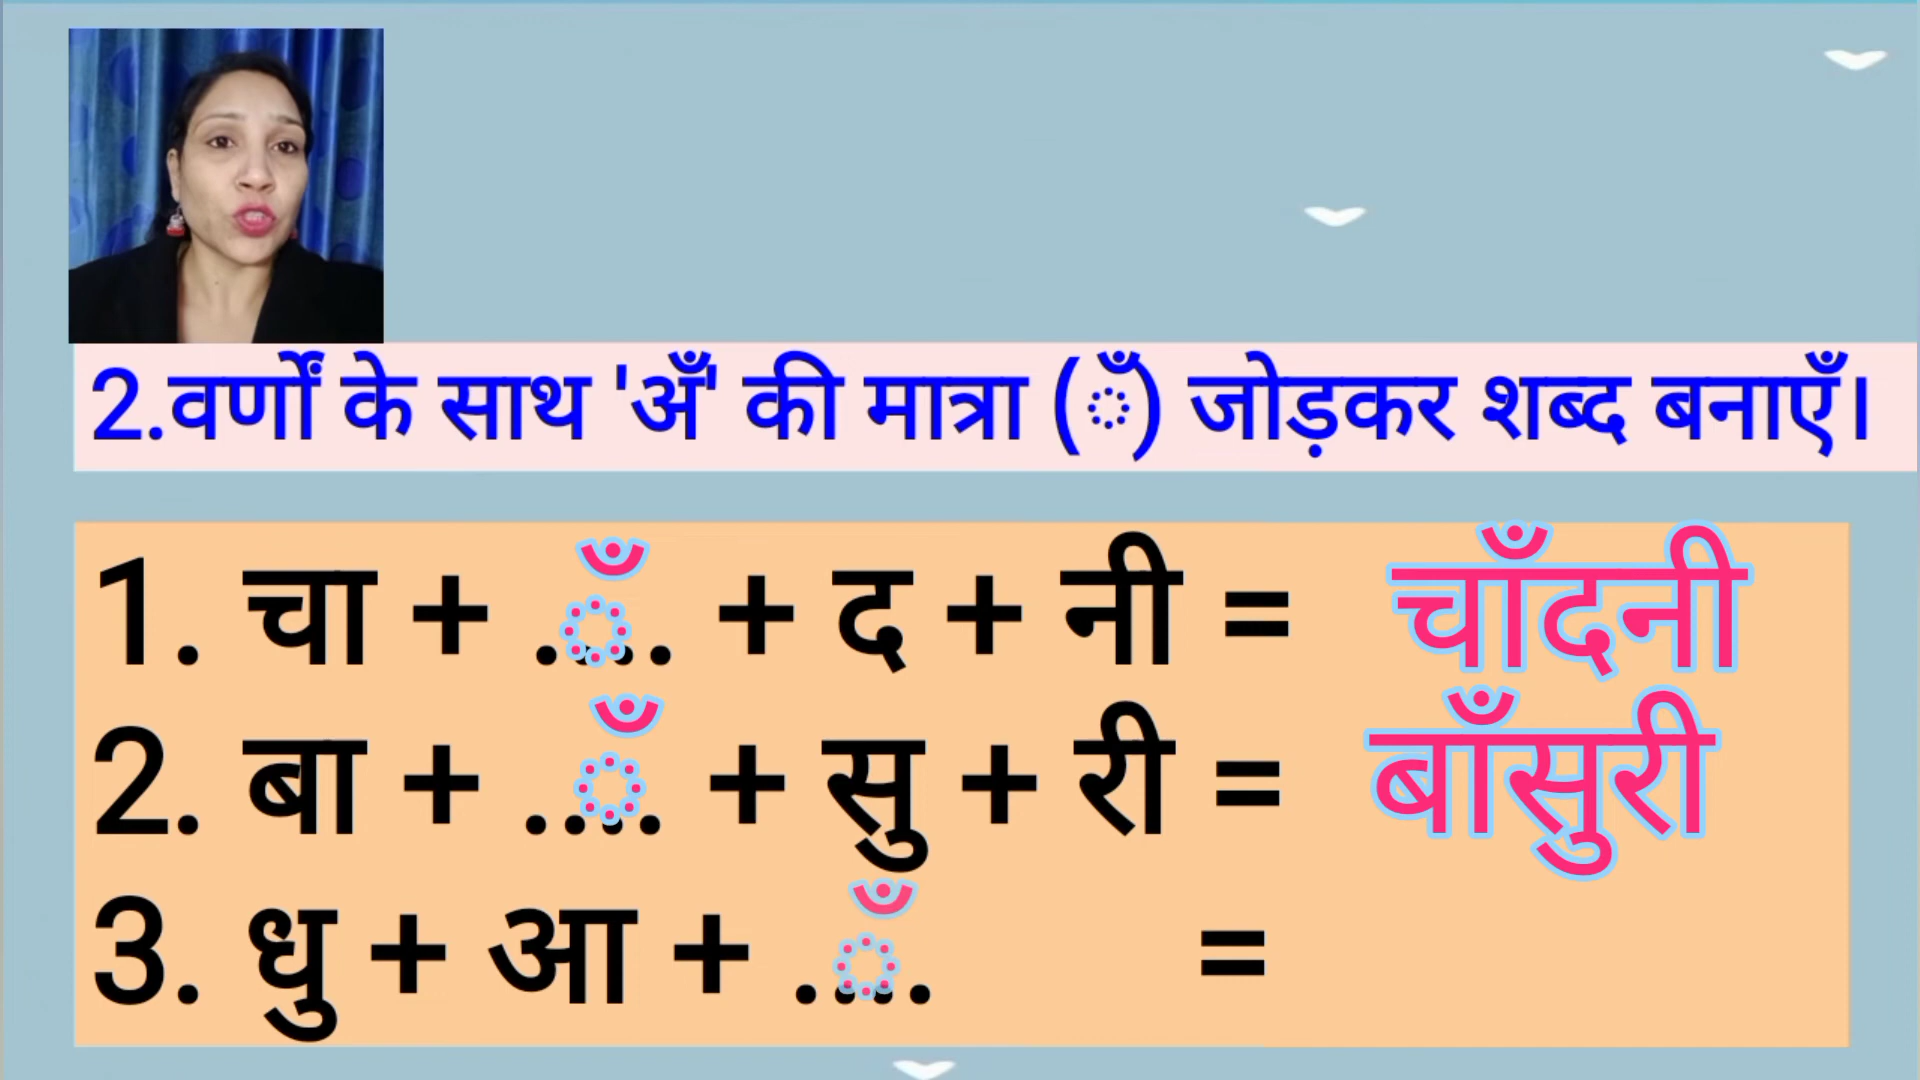 2.वर्णों के साथ 'अँ' की मात्रा (ँ) जोड़कर शब्द बनाएँ।
1. चा + ..ँ.. + द + नी = चाँदनी
2. बा + ..ँ.. + सु + री = बाँसुरी
3. धु + आ + ..ँ.. =